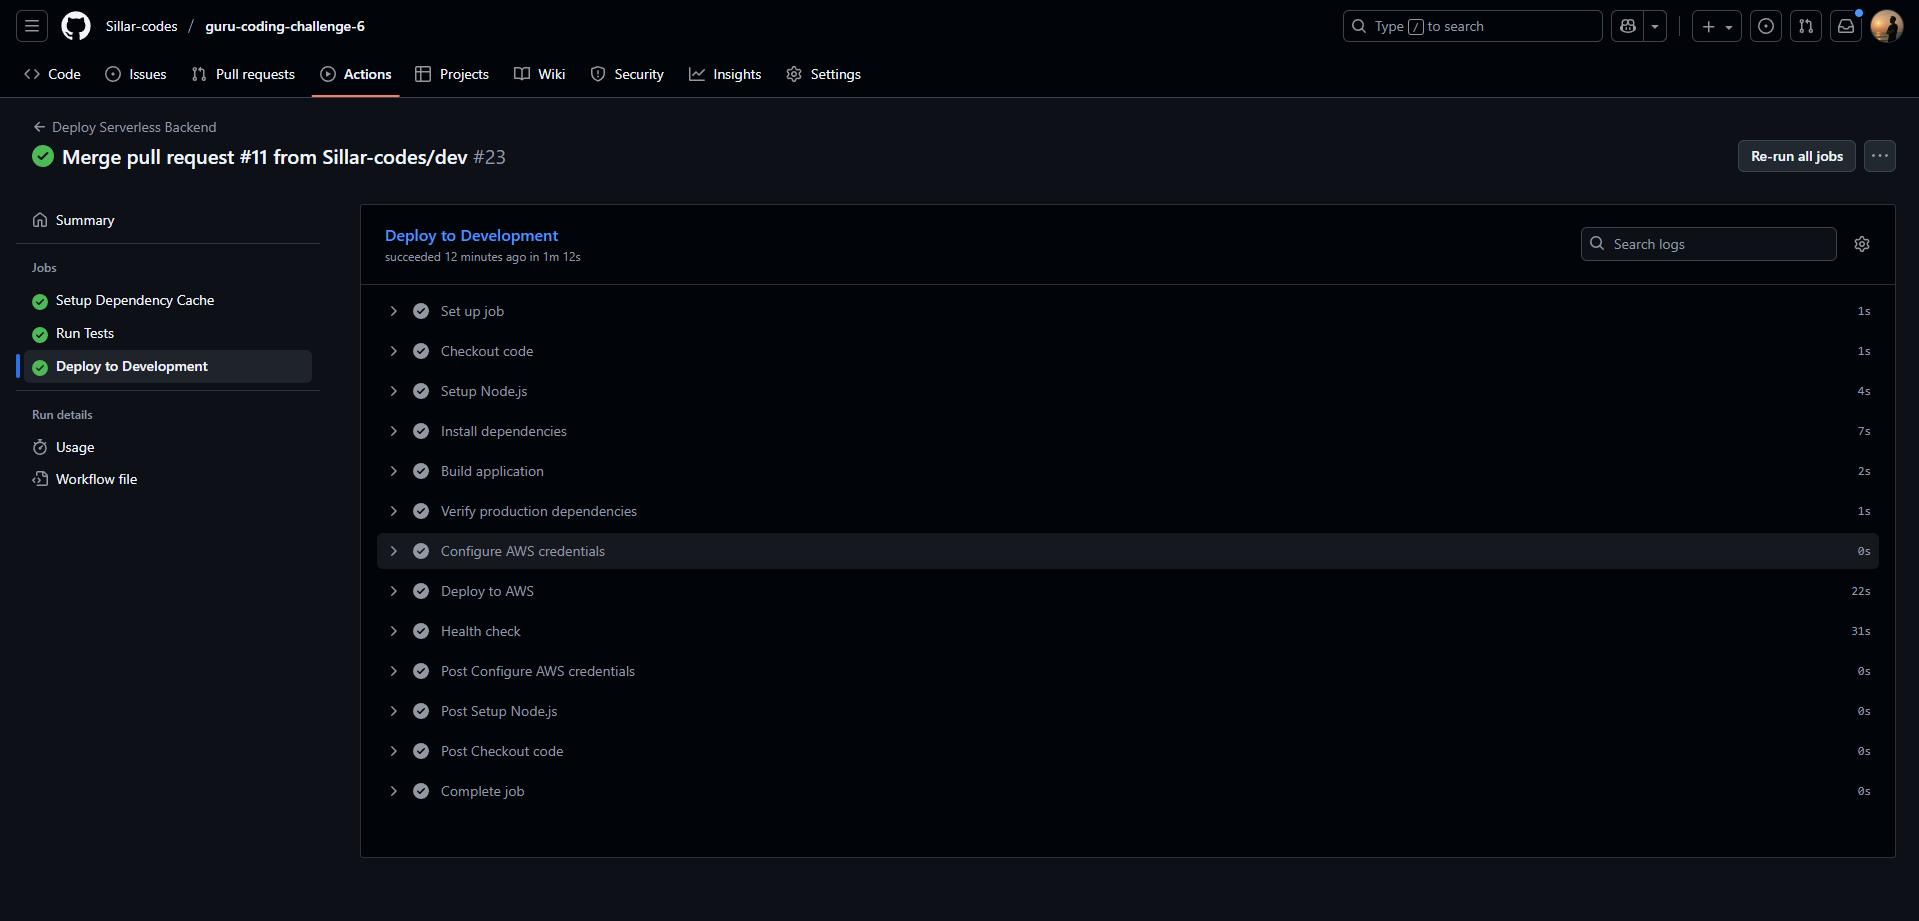 Sillar-codes / guru-coding-challenge-6
Type / to search
Code Issues Pull requests Actions Projects Wiki Security Insights Settings
Deploy Serverless Backend
Merge pull request #11 from Sillar-codes/dev #23
Re-run all jobs
Summary
Jobs
Setup Dependency Cache
Run Tests
Deploy to Development
Run details
Usage
Workflow file
Deploy to Development
succeeded 12 minutes ago in 1m 12s
Search logs
Set up job 1s
Checkout code 1s
Setup Node.js 4s
Install dependencies 7s
Build application 2s
Verify production dependencies 1s
Configure AWS credentials 0s
Deploy to AWS 22s
Health check 31s
Post Configure AWS credentials 0s
Post Setup Node.js 0s
Post Checkout code 0s
Complete job 0s